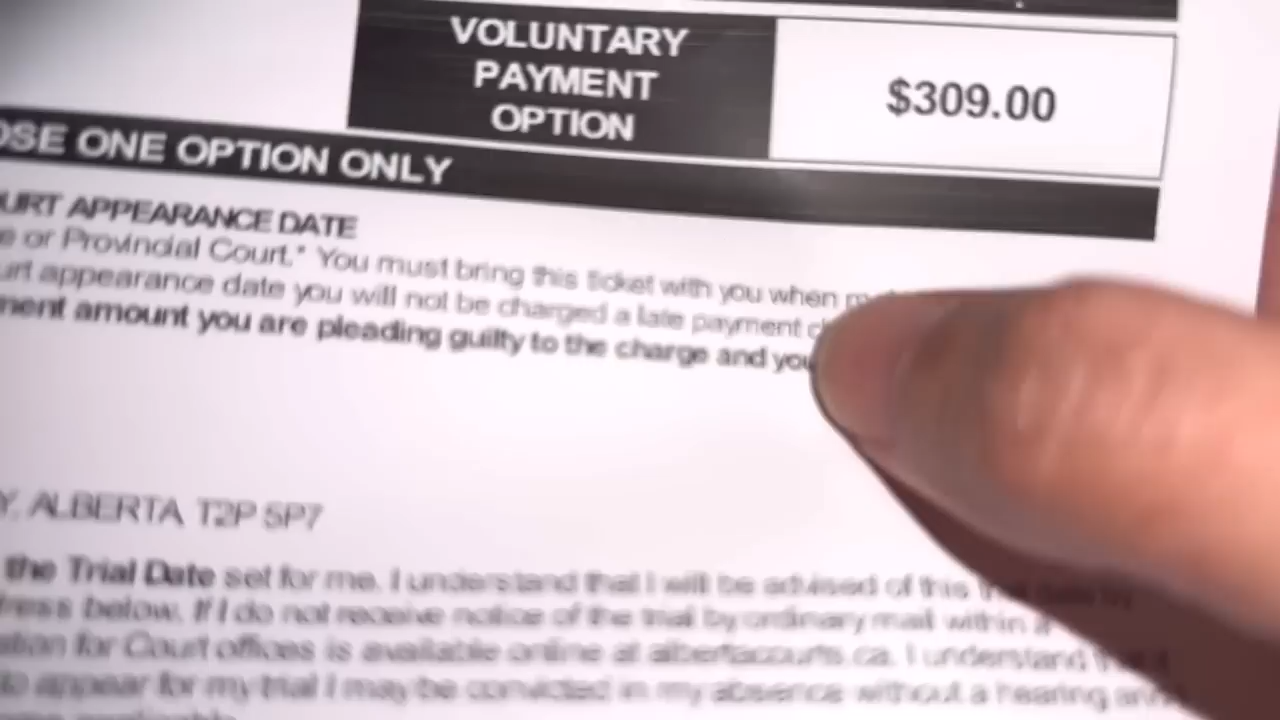 VOLUNTARY
PAYMENT
OPTION
$309.00
OSE ONE OPTION ONLY
URT APPEARANCE DATE
e or Provincial Court.* You must bring this ticket with you when
urt appearance date you will not be charged a late payment
ment amount you are pleading guilty to the charge and you
Y, ALBERTA T2P 5P7
the Trial Date set for me. I understand that I will be advised of this
ress below. If I do not receive notice of the trial by ordinary mail within
ation for Court offices is available online at albertacourts.ca. I understand
to appear for my trial I may be convicted in my absence without a hearing